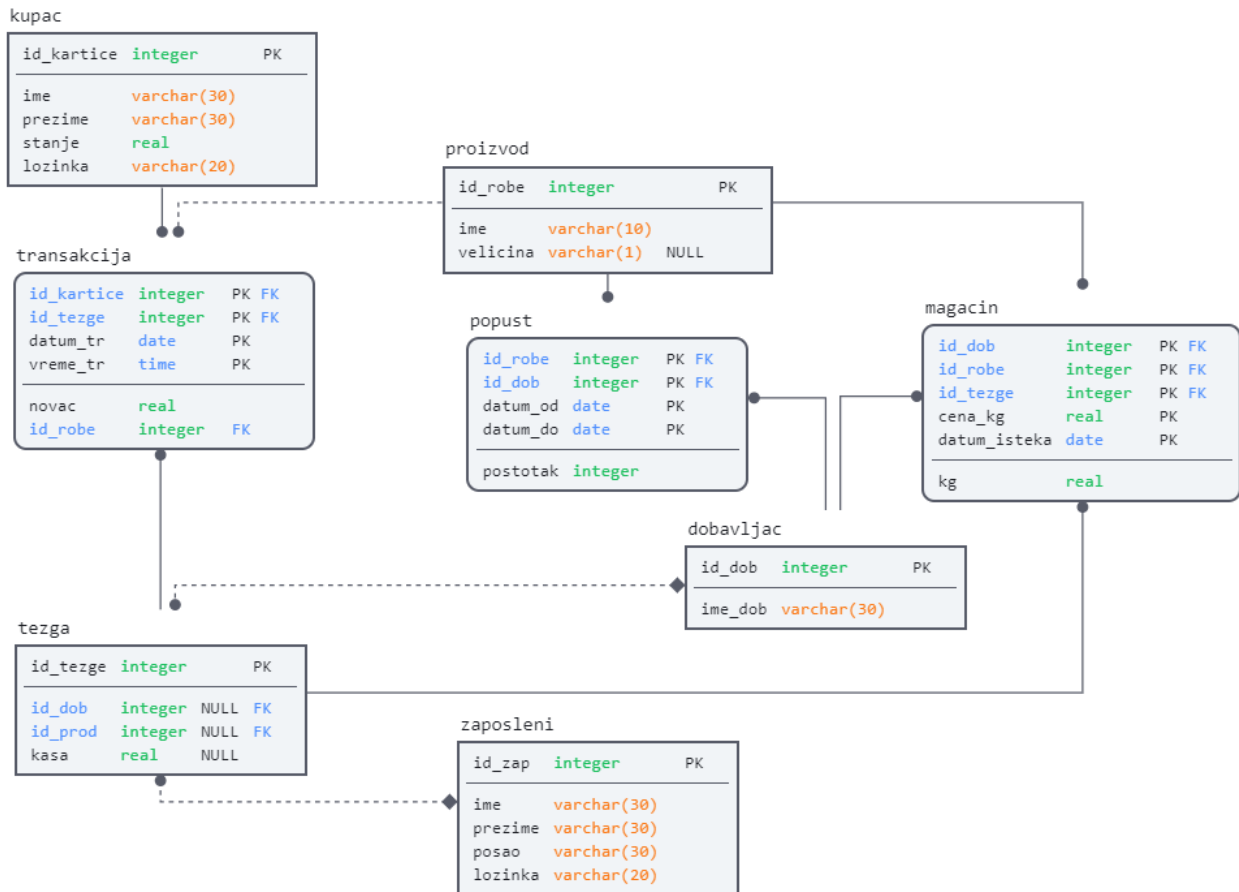 kupac
id_kartice integer PK
ime varchar(30)
prezime varchar(30)
stanje real
lozinka varchar(20)
proizvod
id_robe integer PK
ime varchar(10)
velicina varchar(1) NULL
transakcija
id_kartice integer PK FK
id_tezge integer PK FK
datum_tr date PK
vreme_tr time PK
novac real
id_robe integer FK
popust
id_robe integer PK FK
id_dob integer PK FK
datum_od date PK
datum_do date PK
postotak integer
magacin
id_dob integer PK FK
id_robe integer PK FK
id_tezge integer PK FK
cena_kg real PK
datum_isteka date PK
kg real
dobavljac
id_dob integer PK
ime_dob varchar(30)
tezga
id_tezge integer PK
id_dob integer NULL FK
id_prod integer NULL FK
kasa real NULL
zaposleni
id_zap integer PK
ime varchar(30)
prezime varchar(30)
posao varchar(30)
lozinka varchar(20)